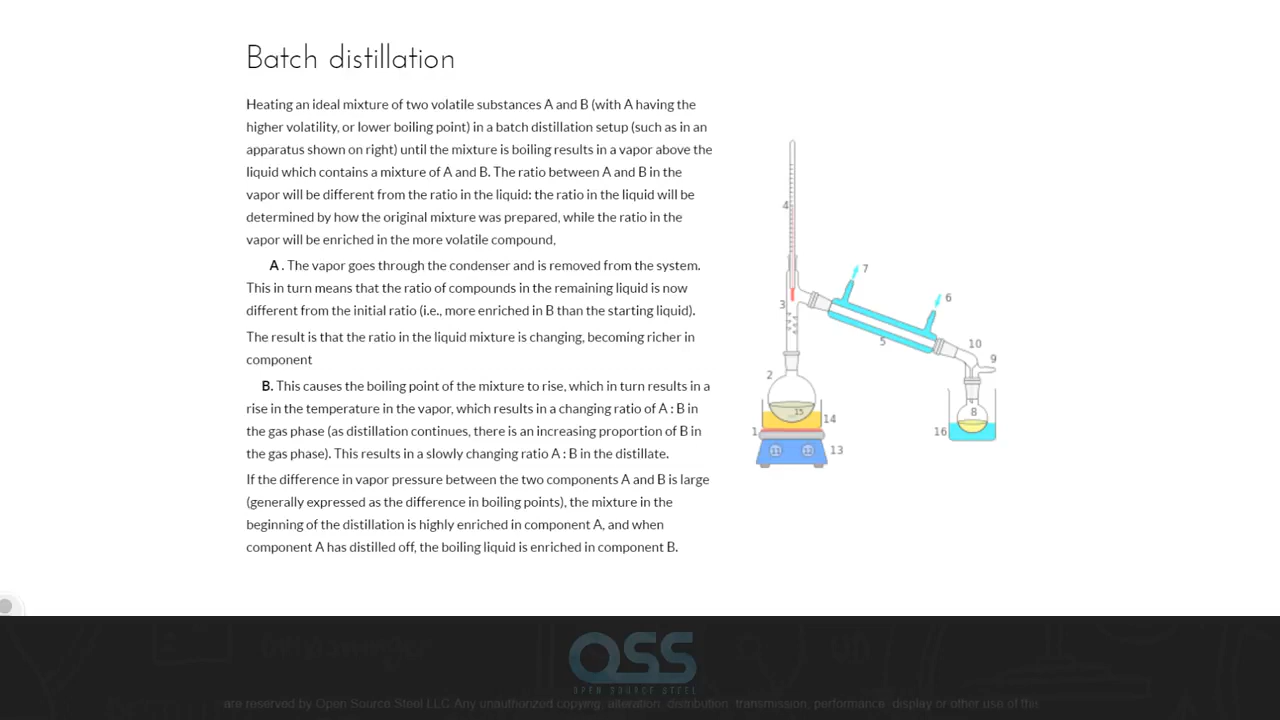 Batch distillation
Heating an ideal mixture of two volatile substances A and B (with A having the
higher volatility, or lower boiling point) in a batch distillation setup (such as in an
apparatus shown on right) until the mixture is boiling results in a vapor above the
liquid which contains a mixture of A and B. The ratio between A and B in the
vapor will be different from the ratio in the liquid: the ratio in the liquid will be
determined by how the original mixture was prepared, while the ratio in the
vapor will be enriched in the more volatile compound,
A . The vapor goes through the condenser and is removed from the system.
This in turn means that the ratio of compounds in the remaining liquid is now
different from the initial ratio (i.e., more enriched in B than the starting liquid).
The result is that the ratio in the liquid mixture is changing, becoming richer in
component
B. This causes the boiling point of the mixture to rise, which in turn results in a
rise in the temperature in the vapor, which results in a changing ratio of A : B in
the gas phase (as distillation continues, there is an increasing proportion of B in
the gas phase). This results in a slowly changing ratio A : B in the distillate.
If the difference in vapor pressure between the two components A and B is large
(generally expressed as the difference in boiling points), the mixture in the
beginning of the distillation is highly enriched in component A, and when
component A has distilled off, the boiling liquid is enriched in component B.
4
7
6
3
5
10
9
2
15
14
8
1
16
11
12
13
OSS
OPEN SOURCE STEEL
are reserved by Open Source Steel LLC Any unauthorized copying, alteration, distribution, transmission, performance, display or other use of this